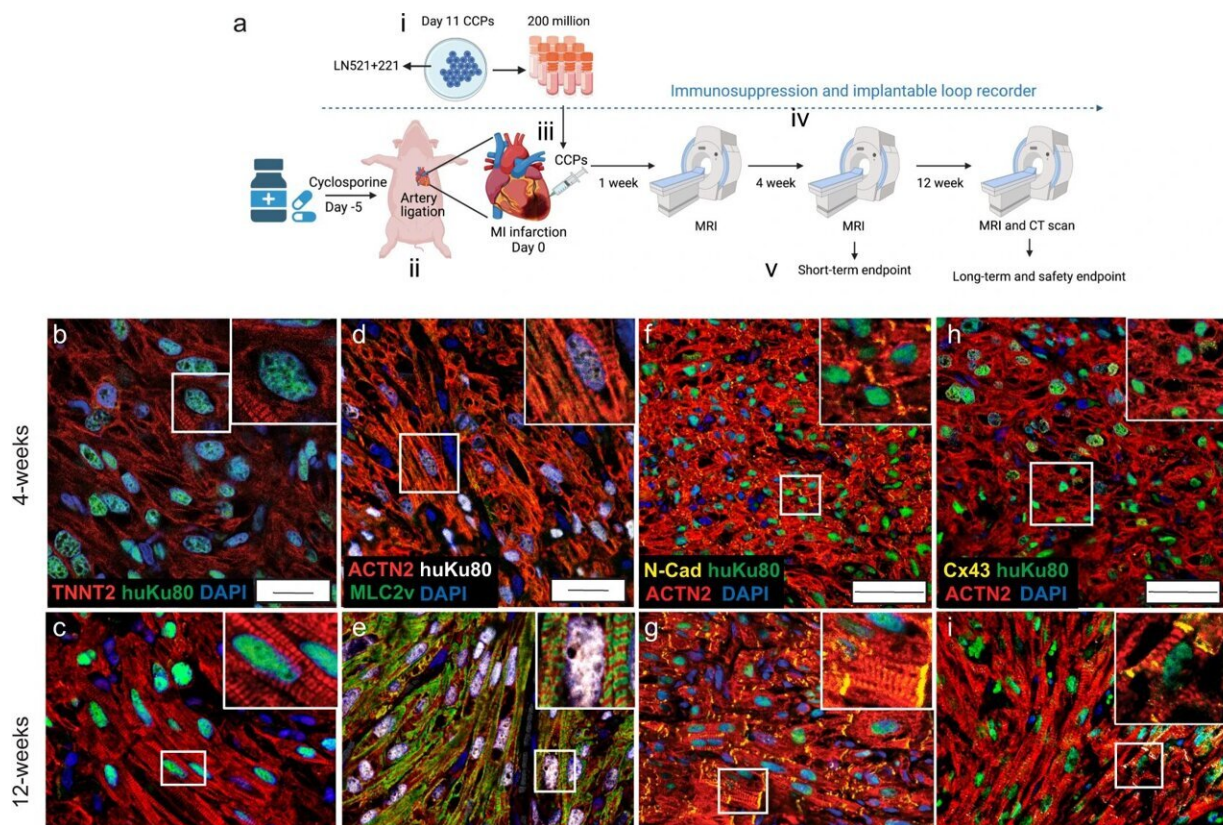 a
i
Day 11 CCPs
200 million
LN521+221
Immunosuppression and implantable loop recorder
iii
iv
CCPs
Cyclosporine
Day -5
Artery
ligation
MI infarction
Day 0
1 week
4 week
12 week
MRI
MRI
MRI and CT scan
ii
v
Short-term endpoint
Long-term and safety endpoint
4-weeks
b
TNNT2 huKu80 DAPI
d
ACTN2 huKu80
MLC2v DAPI
f
N-Cad huKu80
ACTN2 DAPI
h
Cx43 huKu80
ACTN2 DAPI
12-weeks
c
e
g
i